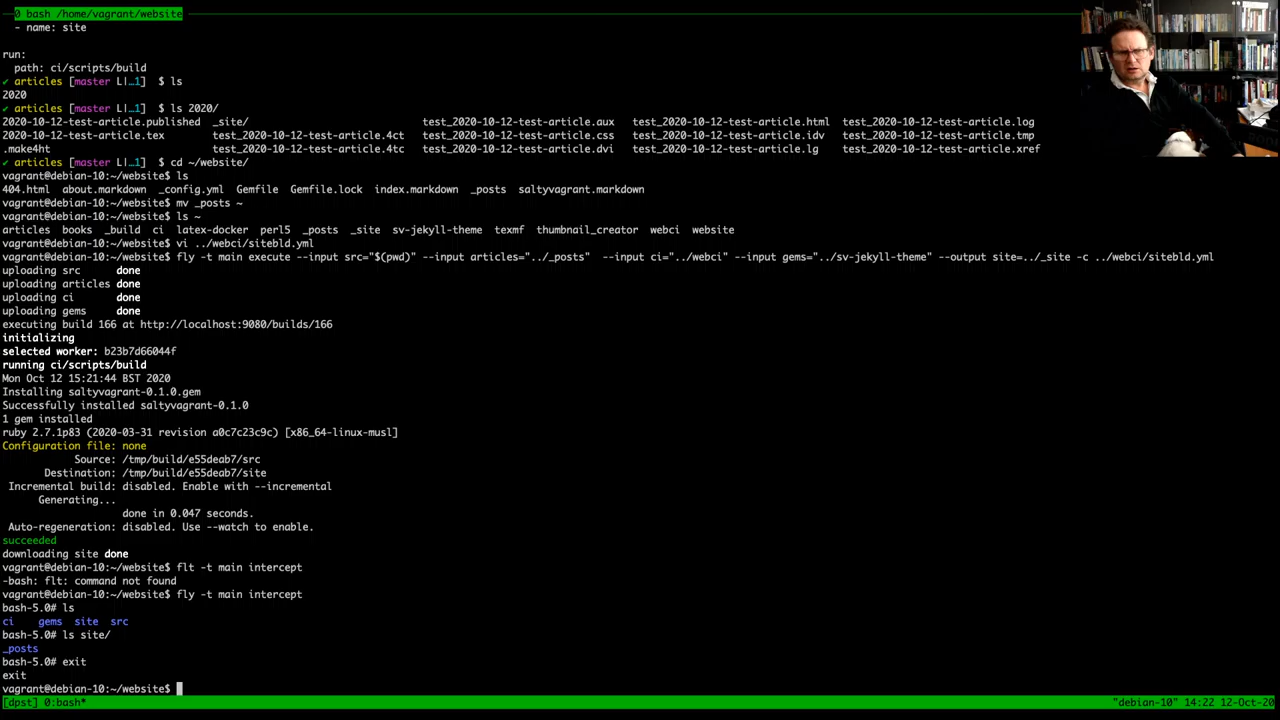 0 bash /home/vagrant/website
- name: site
run:
path: ci/scripts/build
✔ articles [master L|…1]  $ ls
2020
✔ articles [master L|…1]  $ ls 2020/
2020-10-12-test-article.published  _site/  test_2020-10-12-test-article.aux  test_2020-10-12-test-article.html  test_2020-10-12-test-article.log
2020-10-12-test-article.tex  test_2020-10-12-test-article.4ct  test_2020-10-12-test-article.css  test_2020-10-12-test-article.idv  test_2020-10-12-test-article.tmp
.make4ht  test_2020-10-12-test-article.4tc  test_2020-10-12-test-article.dvi  test_2020-10-12-test-article.lg  test_2020-10-12-test-article.xref
✔ articles [master L|…1]  $ cd ~/website/
vagrant@debian-10:~/website$ ls
404.html  about.markdown  _config.yml  Gemfile  Gemfile.lock  index.markdown  _posts  saltyvagrant.markdown
vagrant@debian-10:~/website$ mv _posts ~
vagrant@debian-10:~/website$ ls ~
articles  books  _build  ci  latex-docker  perl5  _posts  _site  sv-jekyll-theme  texmf  thumbnail_creator  webci  website
vagrant@debian-10:~/website$ vi ../webci/sitebld.yml
vagrant@debian-10:~/website$ fly -t main execute --input src="$(pwd)" --input articles="../_posts"  --input ci="../webci" --input gems="../sv-jekyll-theme" --output site=../_site -c ../webci/sitebld.yml
uploading src done
uploading articles done
uploading ci done
uploading gems done
executing build 166 at http://localhost:9080/builds/166
initializing
selected worker: b23b7d66044f
running ci/scripts/build
Mon Oct 12 15:21:44 BST 2020
Installing saltyvagrant-0.1.0.gem
Successfully installed saltyvagrant-0.1.0
1 gem installed
ruby 2.7.1p83 (2020-03-31 revision a0c7c23c9c) [x86_64-linux-musl]
Configuration file: none
Source: /tmp/build/e55deab7/src
Destination: /tmp/build/e55deab7/site
Incremental build: disabled. Enable with --incremental
Generating...
done in 0.047 seconds.
Auto-regeneration: disabled. Use --watch to enable.
succeeded
downloading site done
vagrant@debian-10:~/website$ flt -t main intercept
-bash: flt: command not found
vagrant@debian-10:~/website$ fly -t main intercept
bash-5.0# ls
ci  gems  site  src
bash-5.0# ls site/
_posts
bash-5.0# exit
exit
vagrant@debian-10:~/website$
[dpst] 0:bash* "debian-10" 14:22 12-Oct-20